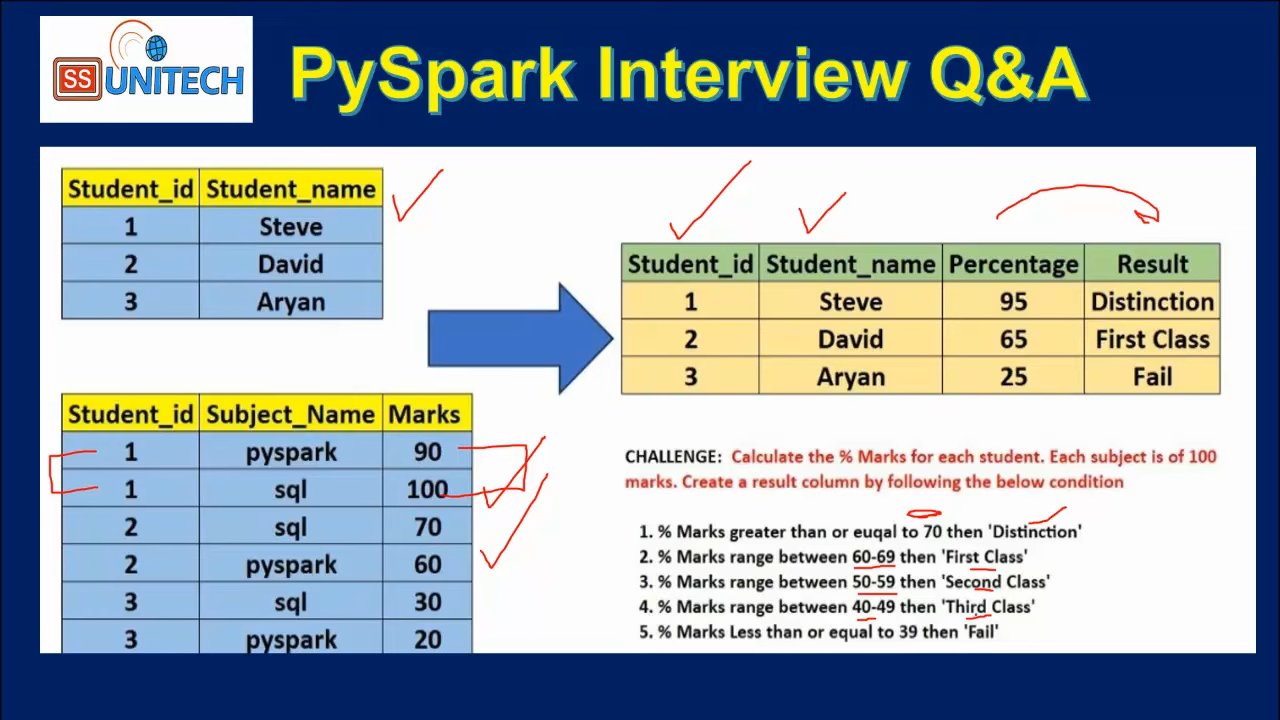 SS UNITECH
PySpark Interview Q&A
Student_id Student_name
1 Steve
2 David
3 Aryan
Student_id Subject_Name Marks
1 pyspark 90
1 sql 100
2 sql 70
2 pyspark 60
3 sql 30
3 pyspark 20
Student_id Student_name Percentage Result
1 Steve 95 Distinction
2 David 65 First Class
3 Aryan 25 Fail
CHALLENGE: Calculate the % Marks for each student. Each subject is of 100
marks. Create a result column by following the below condition
1. % Marks greater than or euqal to 70 then 'Distinction'
2. % Marks range between 60-69 then 'First Class'
3. % Marks range between 50-59 then 'Second Class'
4. % Marks range between 40-49 then 'Third Class'
5. % Marks Less than or equal to 39 then 'Fail'